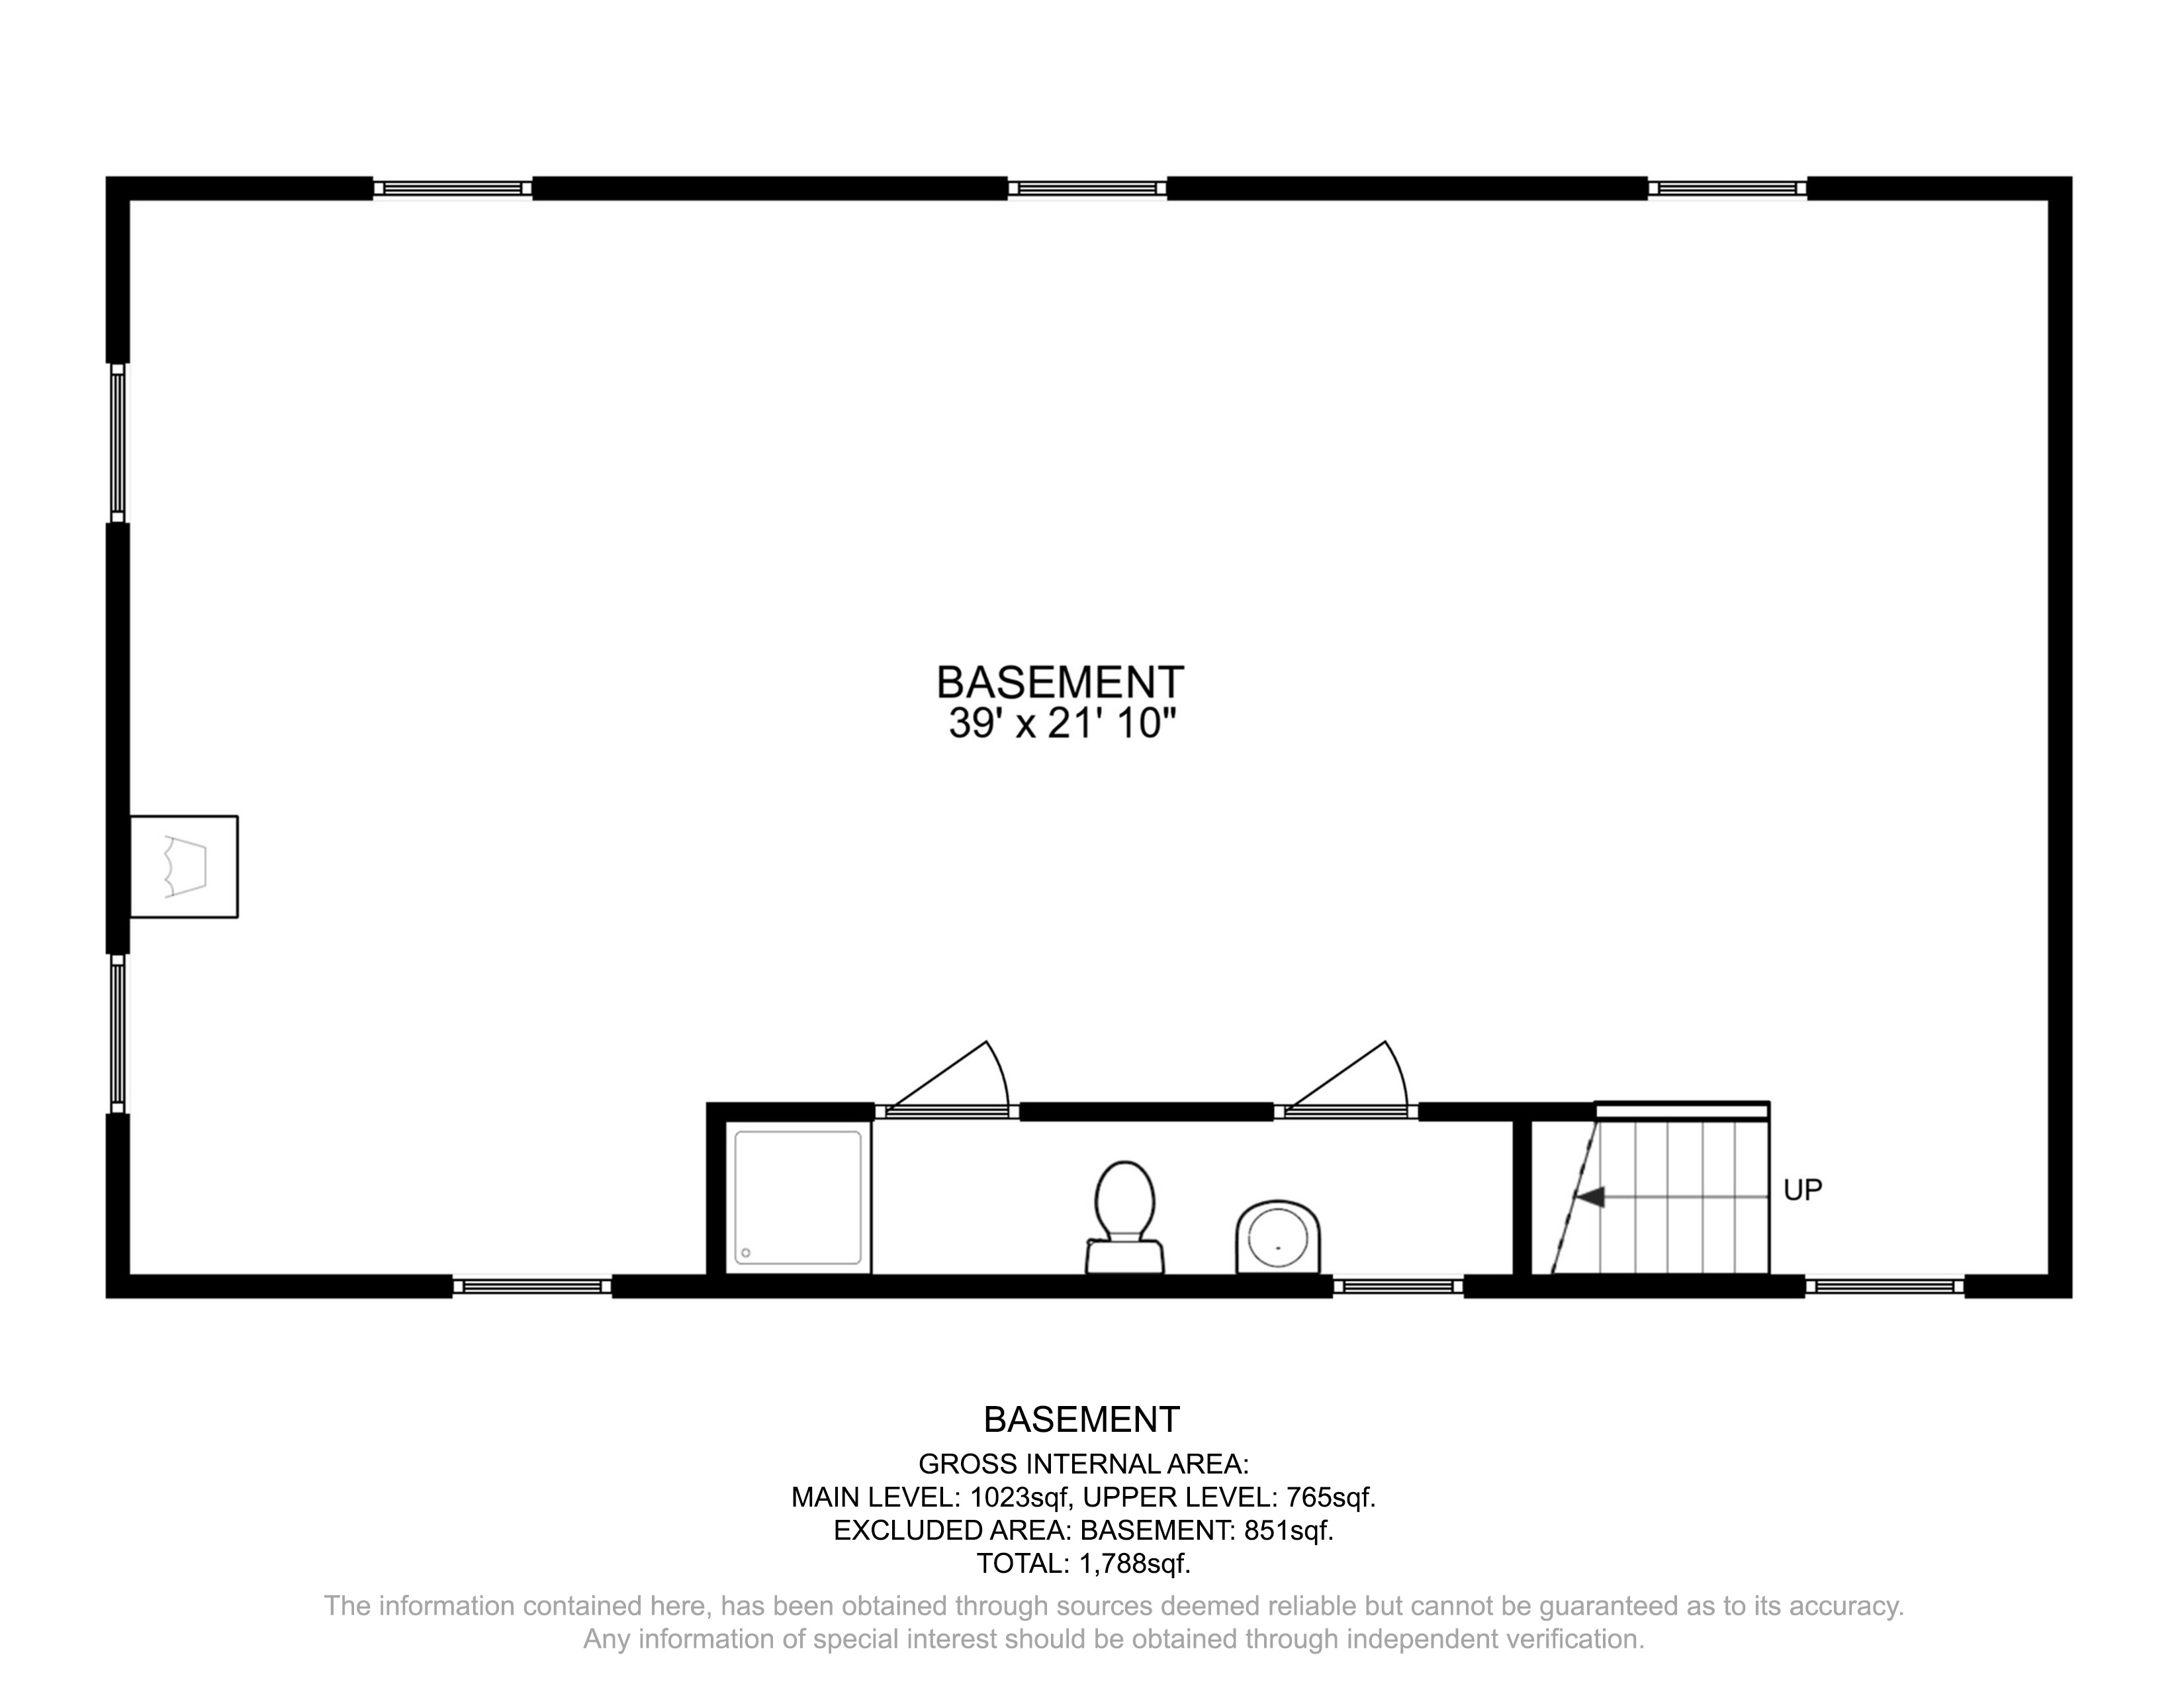 BASEMENT
39' x 21' 10"
UP
BASEMENT
GROSS INTERNAL AREA:
MAIN LEVEL: 1023sqf, UPPER LEVEL: 765sqf.
EXCLUDED AREA: BASEMENT: 851sqf.
TOTAL: 1,788sqf.
The information contained here, has been obtained through sources deemed reliable but cannot be guaranteed as to its accuracy.
Any information of special interest should be obtained through independent verification.